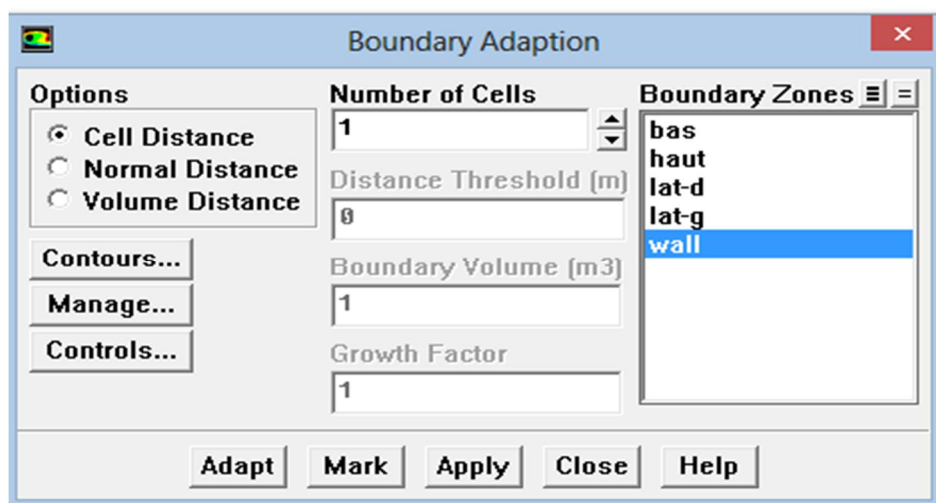 Boundary Adaption
Options
Cell Distance
Normal Distance
Volume Distance
Contours...
Manage...
Controls...
Number of Cells
1
Distance Threshold (m)
0
Boundary Volume (m3)
1
Growth Factor
1
Boundary Zones
bas
haut
lat-d
lat-g
wall
Adapt Mark Apply Close Help